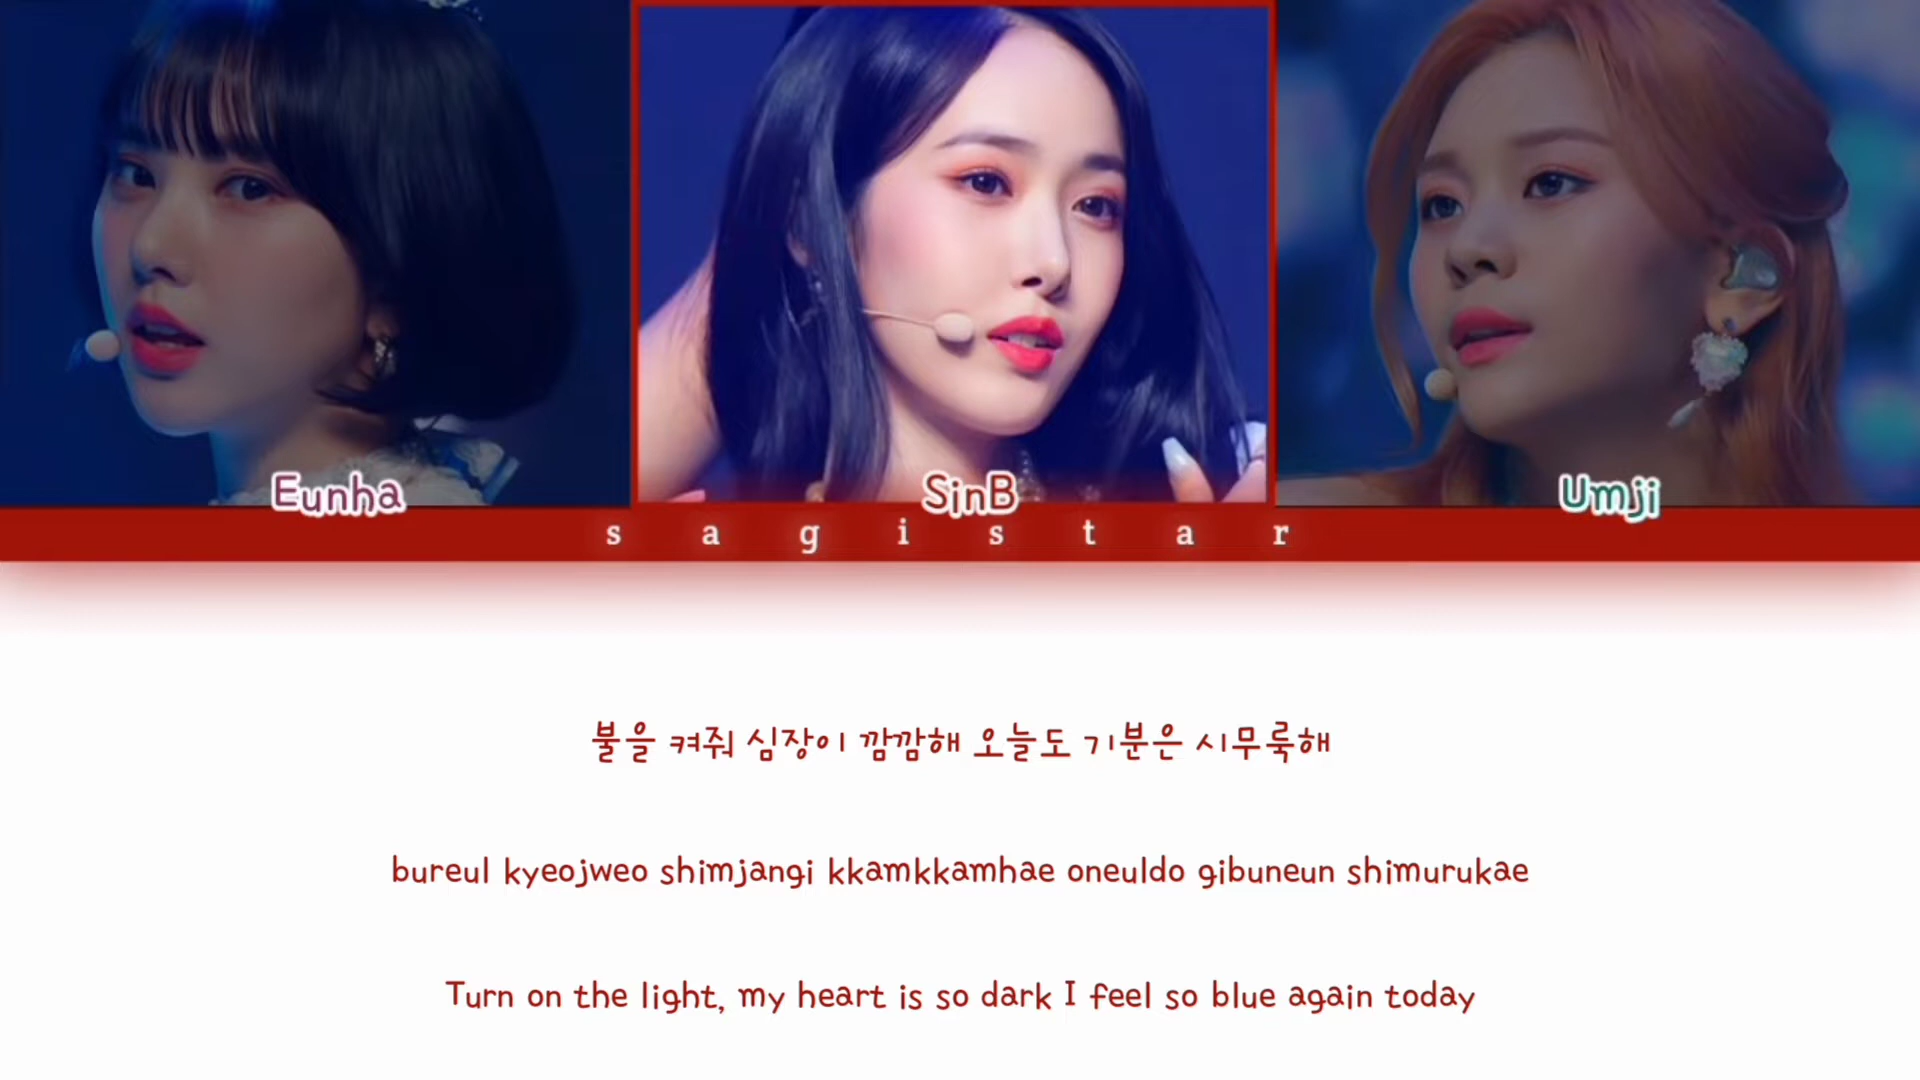 Eunha
SinB
Umji
sagistar
불을 켜줘 심장이 깜깜해 오늘도 기분은 시무룩해
bureul kyeojweo shimjangi kkamkkamhae oneuldo gibuneun shimurukae
Turn on the light, my heart is so dark I feel so blue again today